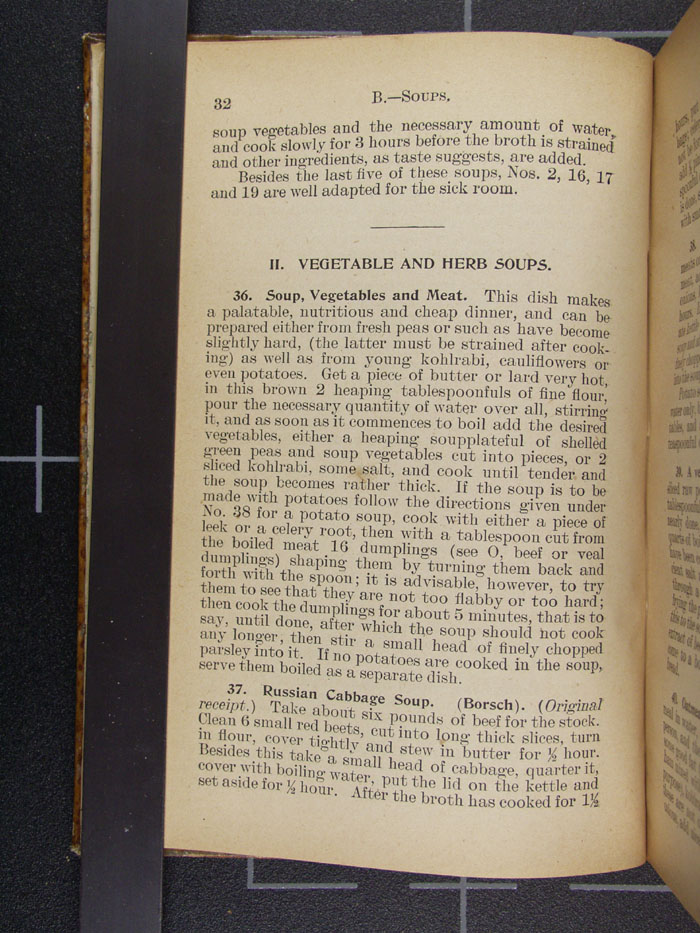 32
B.—Soups.
soup vegetables and the necessary amount of water,
and cook slowly for 3 hours before the broth is strained
and other ingredients, as taste suggests, are added.
Besides the last five of these soups, Nos. 2, 16, 17
and 19 are well adapted for the sick room.
II. VEGETABLE AND HERB SOUPS.
36. Soup, Vegetables and Meat. This dish makes
a palatable, nutritious and cheap dinner, and can be
prepared either from fresh peas or such as have become
slightly hard, (the latter must be strained after cook-
ing) as well as from young kohlrabi, cauliflowers or
even potatoes. Get a piece of butter or lard very hot,
in this brown 2 heaping tablespoonfuls of fine flour,
pour the necessary quantity of water over all, stirring
it, and as soon as it commences to boil add the desired
vegetables, either a heaping soupplateful of shelled
green peas and soup vegetables cut into pieces, or 2
sliced kohlrabi, some salt, and cook until tender and
the soup becomes rather thick. If the soup is to be
made with potatoes follow the directions given under
No. 38 for a potato soup, cook with either a piece of
leek or a celery root, then with a tablespoon cut from
the boiled meat 16 dumplings (see O, beef or veal
dumplings) shaping them by turning them back and
forth with the spoon; it is advisable, however, to try
them to see that they are not too flabby or too hard;
then cook the dumplings for about 5 minutes, that is to
say, until done, after which the soup should not cook
any longer, then stir a small head of finely chopped
parsley into it. If no potatoes are cooked in the soup,
serve them boiled as a separate dish.
37. Russian Cabbage Soup. (Borsch). (Original
receipt.) Take about six pounds of beef for the stock.
Clean 6 small red beets, cut into long thick slices, turn
in flour, cover tightly and stew in butter for ½ hour.
Besides this take a small head of cabbage, quarter it,
cover with boiling water, put the lid on the kettle and
set aside for ½ hour. After the broth has cooked for 1½